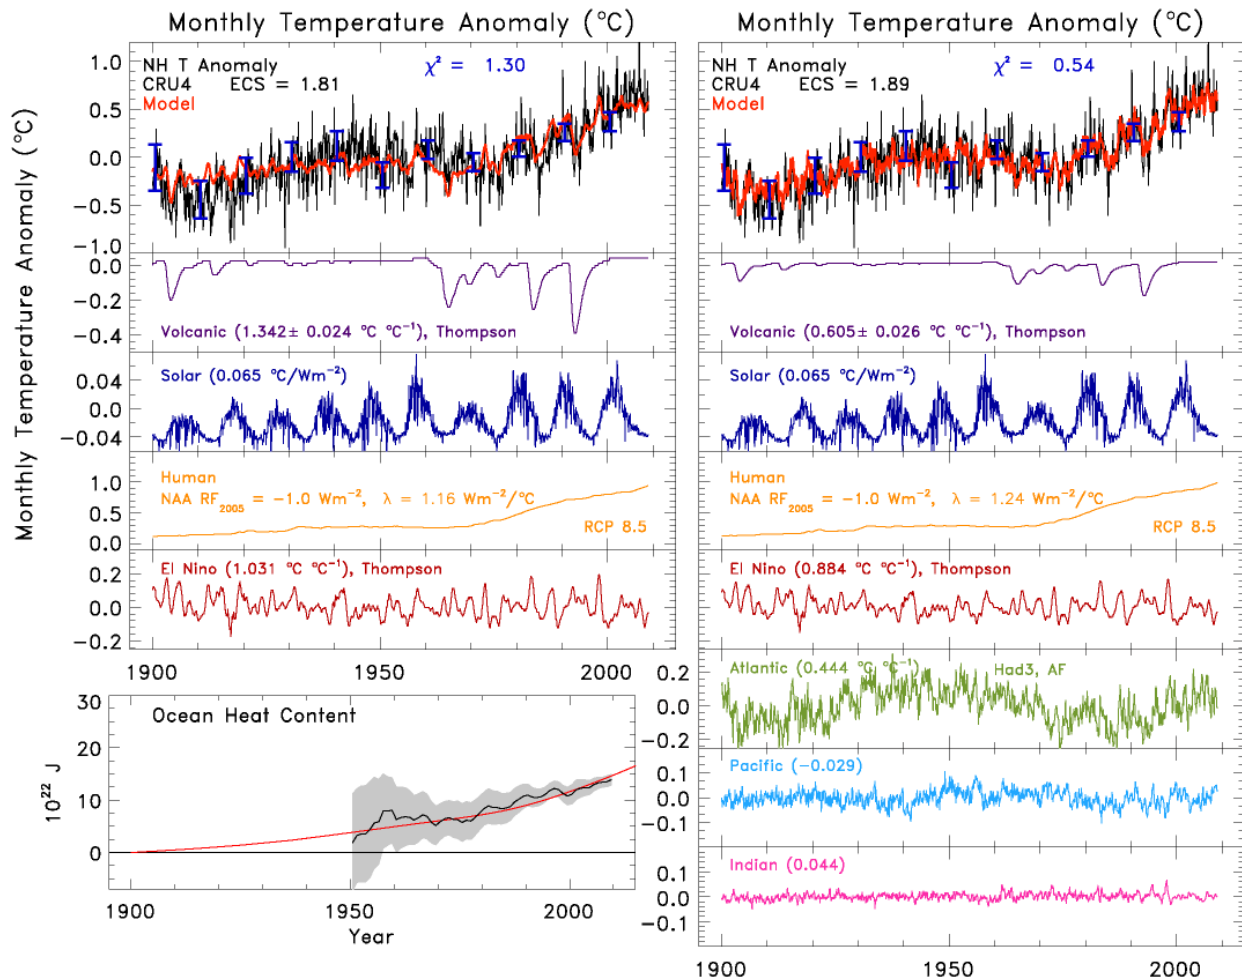 Monthly Temperature Anomaly (°C)
Monthly Temperature Anomaly (°C)
Monthly Temperature Anomaly (°C)
1.0
0.5
0.0
−0.5
−1.0
NH T Anomaly
CRU4 ECS = 1.81
Model
χ² = 1.30
0.0
−0.2
−0.4
Volcanic (1.342± 0.024 °C °C⁻¹), Thompson
0.04
0.0
−0.04
Solar (0.065 °C/Wm⁻²)
1.0
0.5
0.0
Human
NAA RF₂₀₀₅ = −1.0 Wm⁻², λ = 1.16 Wm⁻²/°C
RCP 8.5
0.2
0.0
−0.2
El Nino (1.031 °C °C⁻¹), Thompson
1900 1950 2000
30
20
10
0
10²² J
Ocean Heat Content
1900 1950 2000
Year
NH T Anomaly
CRU4 ECS = 1.89
Model
χ² = 0.54
Volcanic (0.605± 0.026 °C °C⁻¹), Thompson
Solar (0.065 °C/Wm⁻²)
Human
NAA RF₂₀₀₅ = −1.0 Wm⁻², λ = 1.24 Wm⁻²/°C
RCP 8.5
El Nino (0.884 °C °C⁻¹), Thompson
0.2
0.0
−0.2
Atlantic (0.444 °C °C⁻¹) Had3, AF
0.1
0.0
−0.1
Pacific (−0.029)
0.1
0.0
−0.1
Indian (0.044)
1900 1950 2000